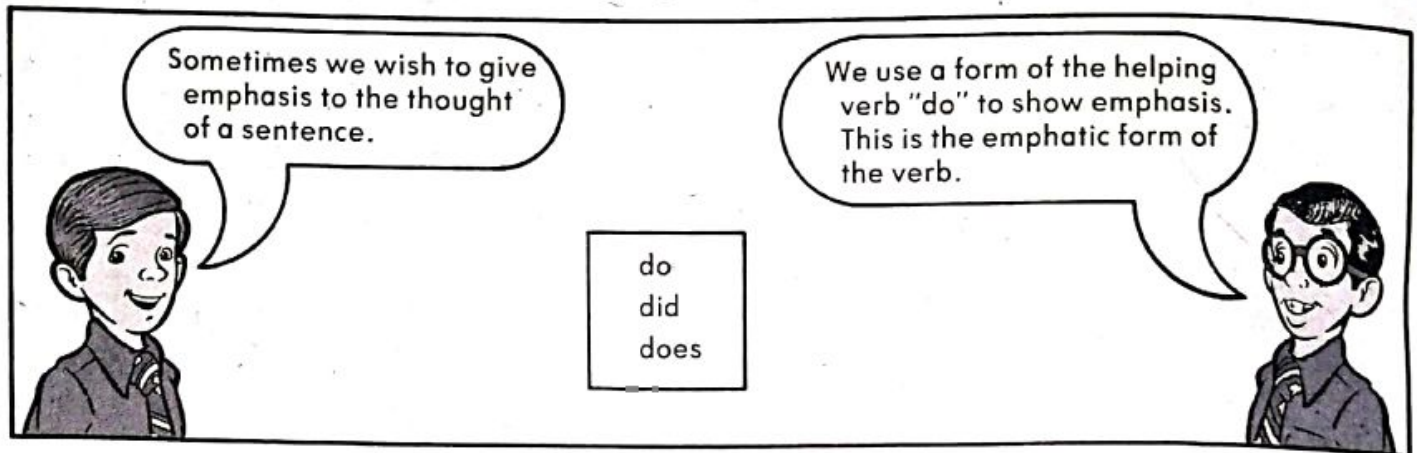 Sometimes we wish to give
emphasis to the thought
of a sentence.
We use a form of the helping
verb "do" to show emphasis.
This is the emphatic form of
the verb.
do
did
does